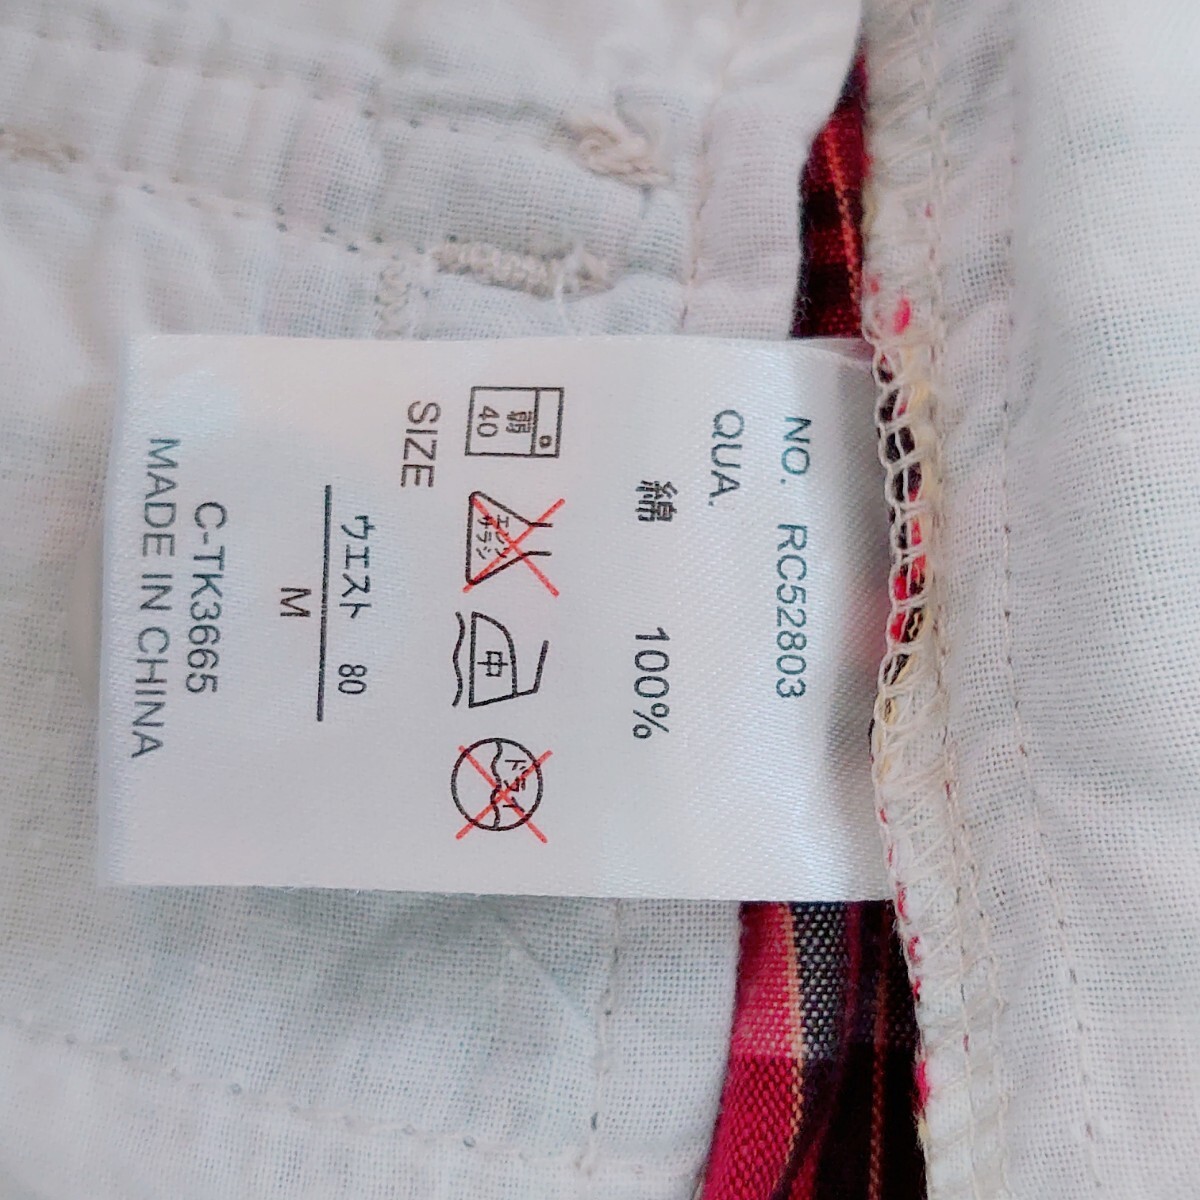 NO. RC52803
QUA.
綿 100%
弱 40 エンソ サラシ 中 ドライ
SIZE
ウエスト 80
M
C-TK3665
MADE IN CHINA